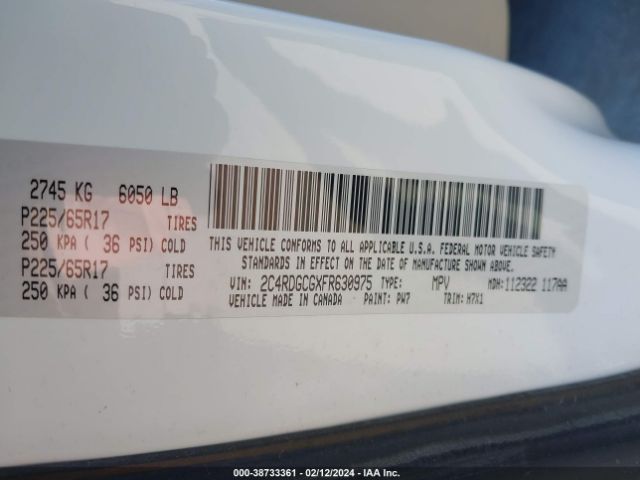 2745 KG 6050 LB
P225/65R17 TIRES
250 KPA ( 36 PSI) COLD
P225/65R17 TIRES
250 KPA ( 36 PSI) COLD
THIS VEHICLE CONFORMS TO ALL APPLICABLE U.S.A. FEDERAL MOTOR VEHICLE SAFETY
STANDARDS IN EFFECT ON THE DATE OF MANUFACTURE SHOWN ABOVE.
VIN: 2C4RDGCGXFR630975 TYPE: MPV MDH: 112322 117AA
VEHICLE MADE IN CANADA PAINT: PW7 TRIM: H7X1
000-38733361 - 02/12/2024 - IAA Inc.